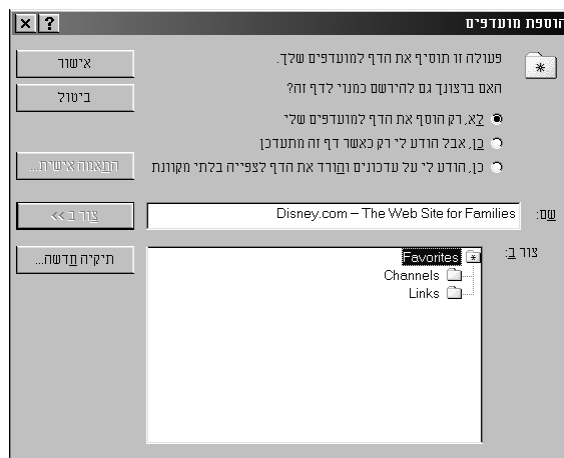 הוספת מועדפים
פעולה זו תוסיף את הדף למועדפים שלך.
האם ברצונך גם להירשם כמנוי לדף זה?
לא, רק הוסף את הדף למועדפים שלי
כן, אבל הודע לי רק כאשר דף זה מתעדכן
כן, הודע לי על עדכונים והורד את הדף לצפייה בלתי מקוונת
אישור
ביטול
התאמה אישית...
שם:
Disney.com – The Web Site for Families
צור ב >>
צור ב:
Favorites
Channels
Links
תיקיה חדשה...